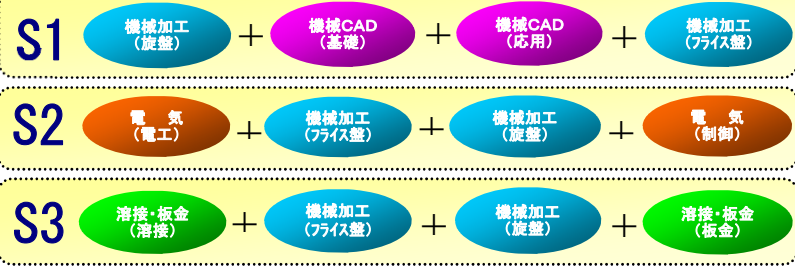 S1
機械加工
(旋盤)
+
機械CAD
(基礎)
+
機械CAD
(応用)
+
機械加工
(フライス盤)
S2
電　気
(電工)
+
機械加工
(フライス盤)
+
機械加工
(旋盤)
+
電　気
(制御)
S3
溶接・板金
(溶接)
+
機械加工
(フライス盤)
+
機械加工
(旋盤)
+
溶接・板金
(板金)